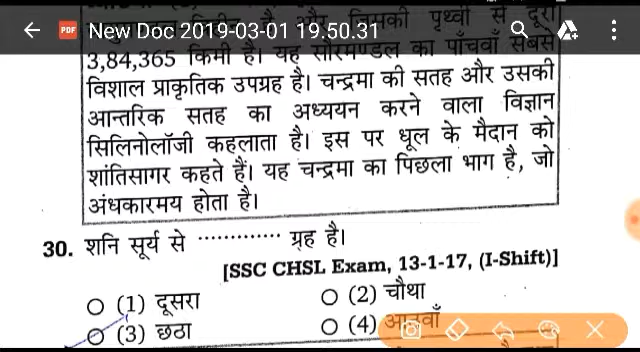 PDF New Doc 2019-03-01 19.50.31
और जिसकी पृथ्वी से दूरी
3,84,365 किमी है। यह सौरमण्डल का पाँचवाँ सबसे
विशाल प्राकृतिक उपग्रह है। चन्द्रमा की सतह और उसकी
आन्तरिक सतह का अध्ययन करने वाला विज्ञान
सिलिनोलॉजी कहलाता है। इस पर धूल के मैदान को
शांतिसागर कहते हैं। यह चन्द्रमा का पिछला भाग है, जो
अंधकारमय होता है।
30. शनि सूर्य से ············· ग्रह है।
[SSC CHSL Exam, 13-1-17, (I-Shift)]
(1) दूसरा (2) चौथा
(3) छठा (4) आठवाँ